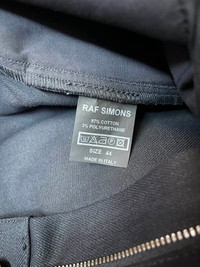 RAF SIMONS
97% COTTON
3% POLYURETHANE
SIZE 44
MADE IN ITALY